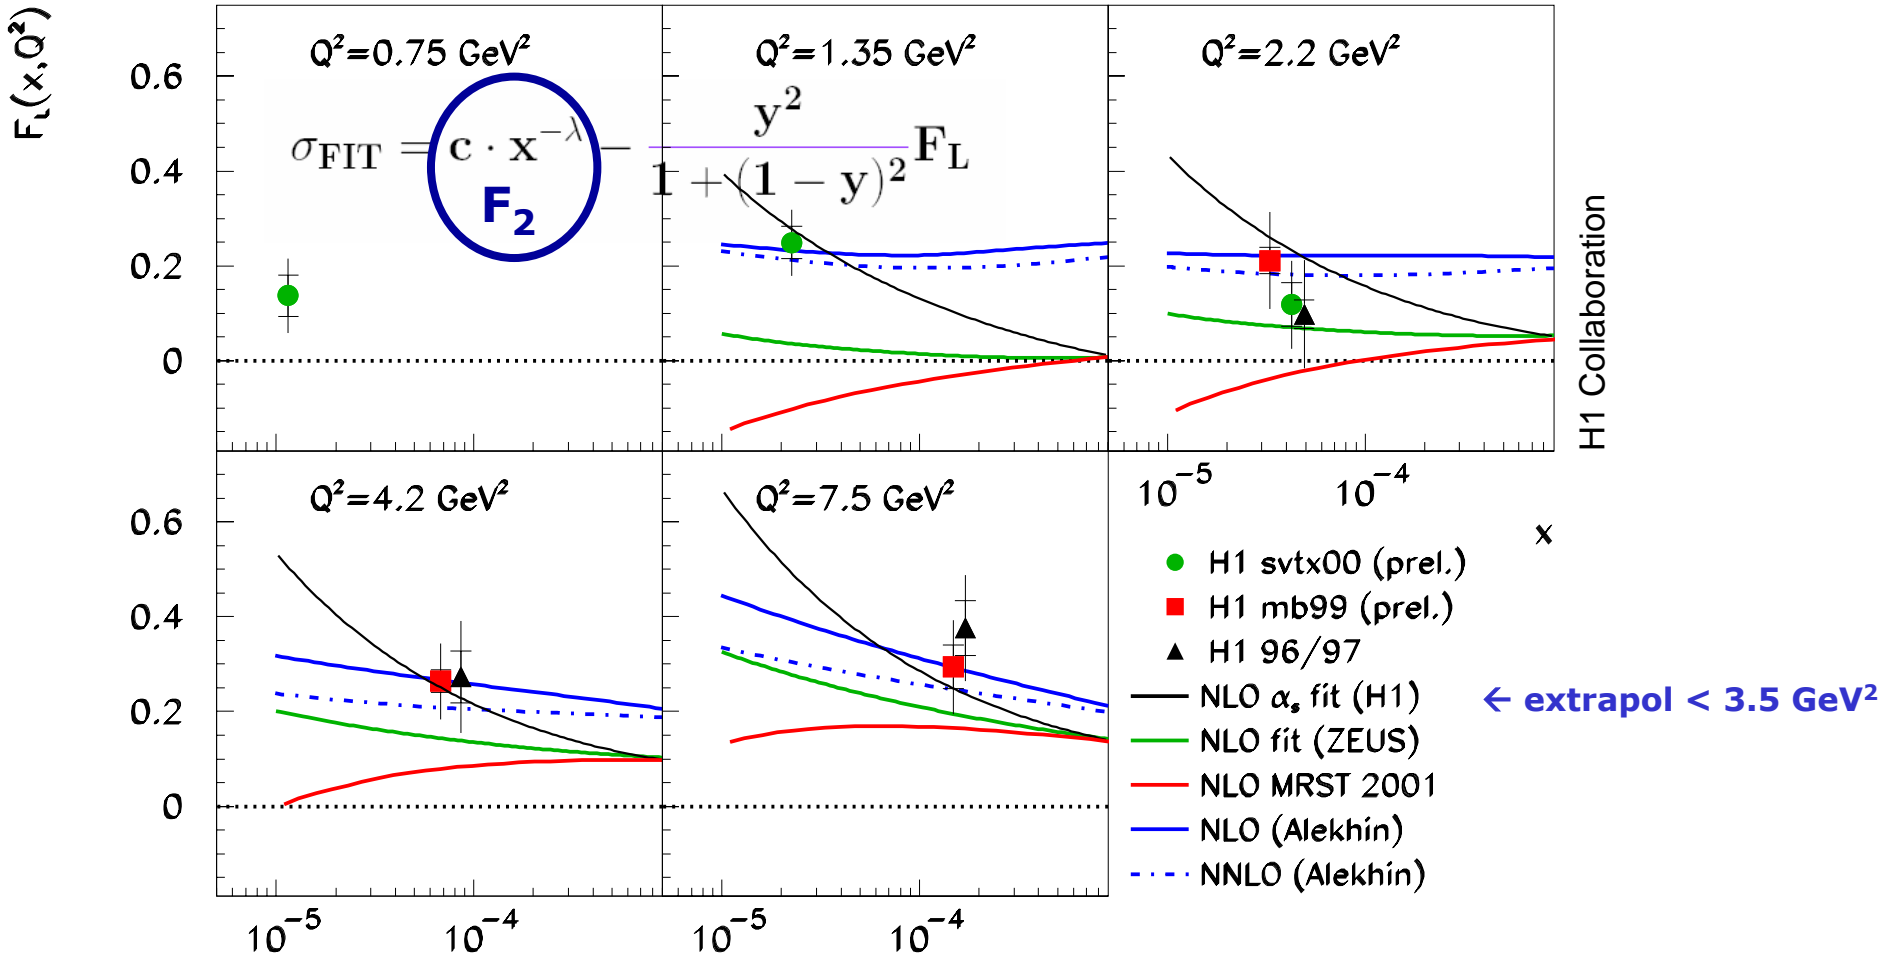 F_L(x,Q²)
Q²=0.75 GeV²
Q²=1.35 GeV²
Q²=2.2 GeV²
0.6
0.4
0.2
0
σ_FIT = c · x^{−λ} − y² / (1 + (1 − y)²) F_L
F₂
H1 Collaboration
10⁻⁵ 10⁻⁴
x
Q²=4.2 GeV²
Q²=7.5 GeV²
0.6
0.4
0.2
0
10⁻⁵ 10⁻⁴
10⁻⁵ 10⁻⁴
H1 svtx00 (prel.)
H1 mb99 (prel.)
H1 96/97
NLO αₛ fit (H1)
← extrapol < 3.5 GeV²
NLO fit (ZEUS)
NLO MRST 2001
NLO (Alekhin)
NNLO (Alekhin)